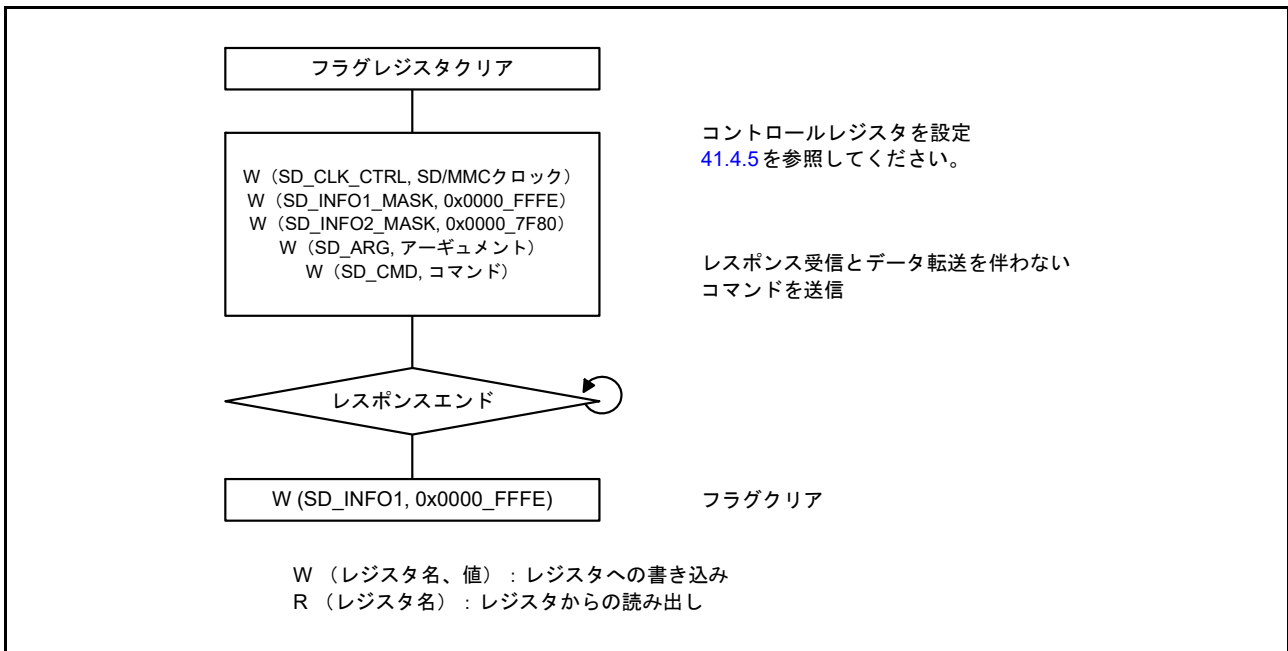 フラグレジスタクリア
コントロールレジスタを設定
41.4.5を参照してください。
W（SD_CLK_CTRL, SD/MMCクロック）
W（SD_INFO1_MASK, 0x0000_FFFE）
W（SD_INFO2_MASK, 0x0000_7F80）
W（SD_ARG, アーギュメント）
W（SD_CMD, コマンド）
レスポンス受信とデータ転送を伴わない
コマンドを送信
レスポンスエンド
W (SD_INFO1, 0x0000_FFFE)
フラグクリア
W （レジスタ名、値）：レジスタへの書き込み
R （レジスタ名）：レジスタからの読み出し